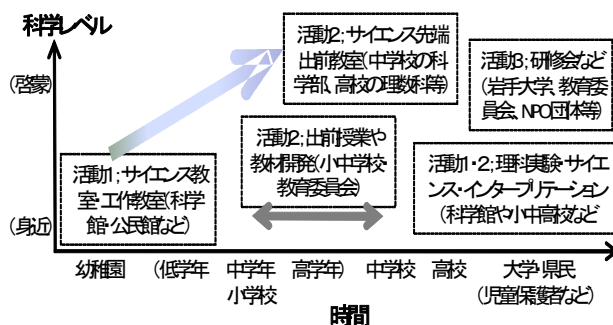 科学レベル
(啓蒙)
(身近)
活動2;サイエンス先端
出前教室(中学校の科
学部、高校の理数科等)
活動3;研修会など
(岩手大学、教育委
員会、NPO団体等)
活動2;出前授業や
教材開発(小中学校・
教育委員会)
活動1;サイエンス教
室・工作教室(科学
館・公民館など)
活動1・2;理科実験・サイエ
ンス・インタープリテーション
(科学館や小中高校など
幼稚園 (低学年 中学年 高学年) 中学校 高校 大学・県民
小学校 (児童保護者など)
時間